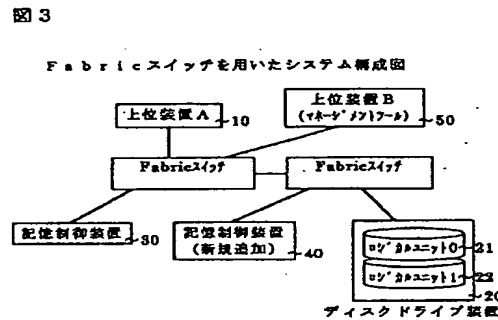 図3
Fabricスイッチを用いたシステム構成図
上位装置A
10
上位装置B
(マネージメントツール)
50
Fabricスイッチ
Fabricスイッチ
記憶制御装置
30
記憶制御装置
(新規追加)
40
ロジカルユニット0
21
ロジカルユニット1
22
20
ディスクドライブ装置